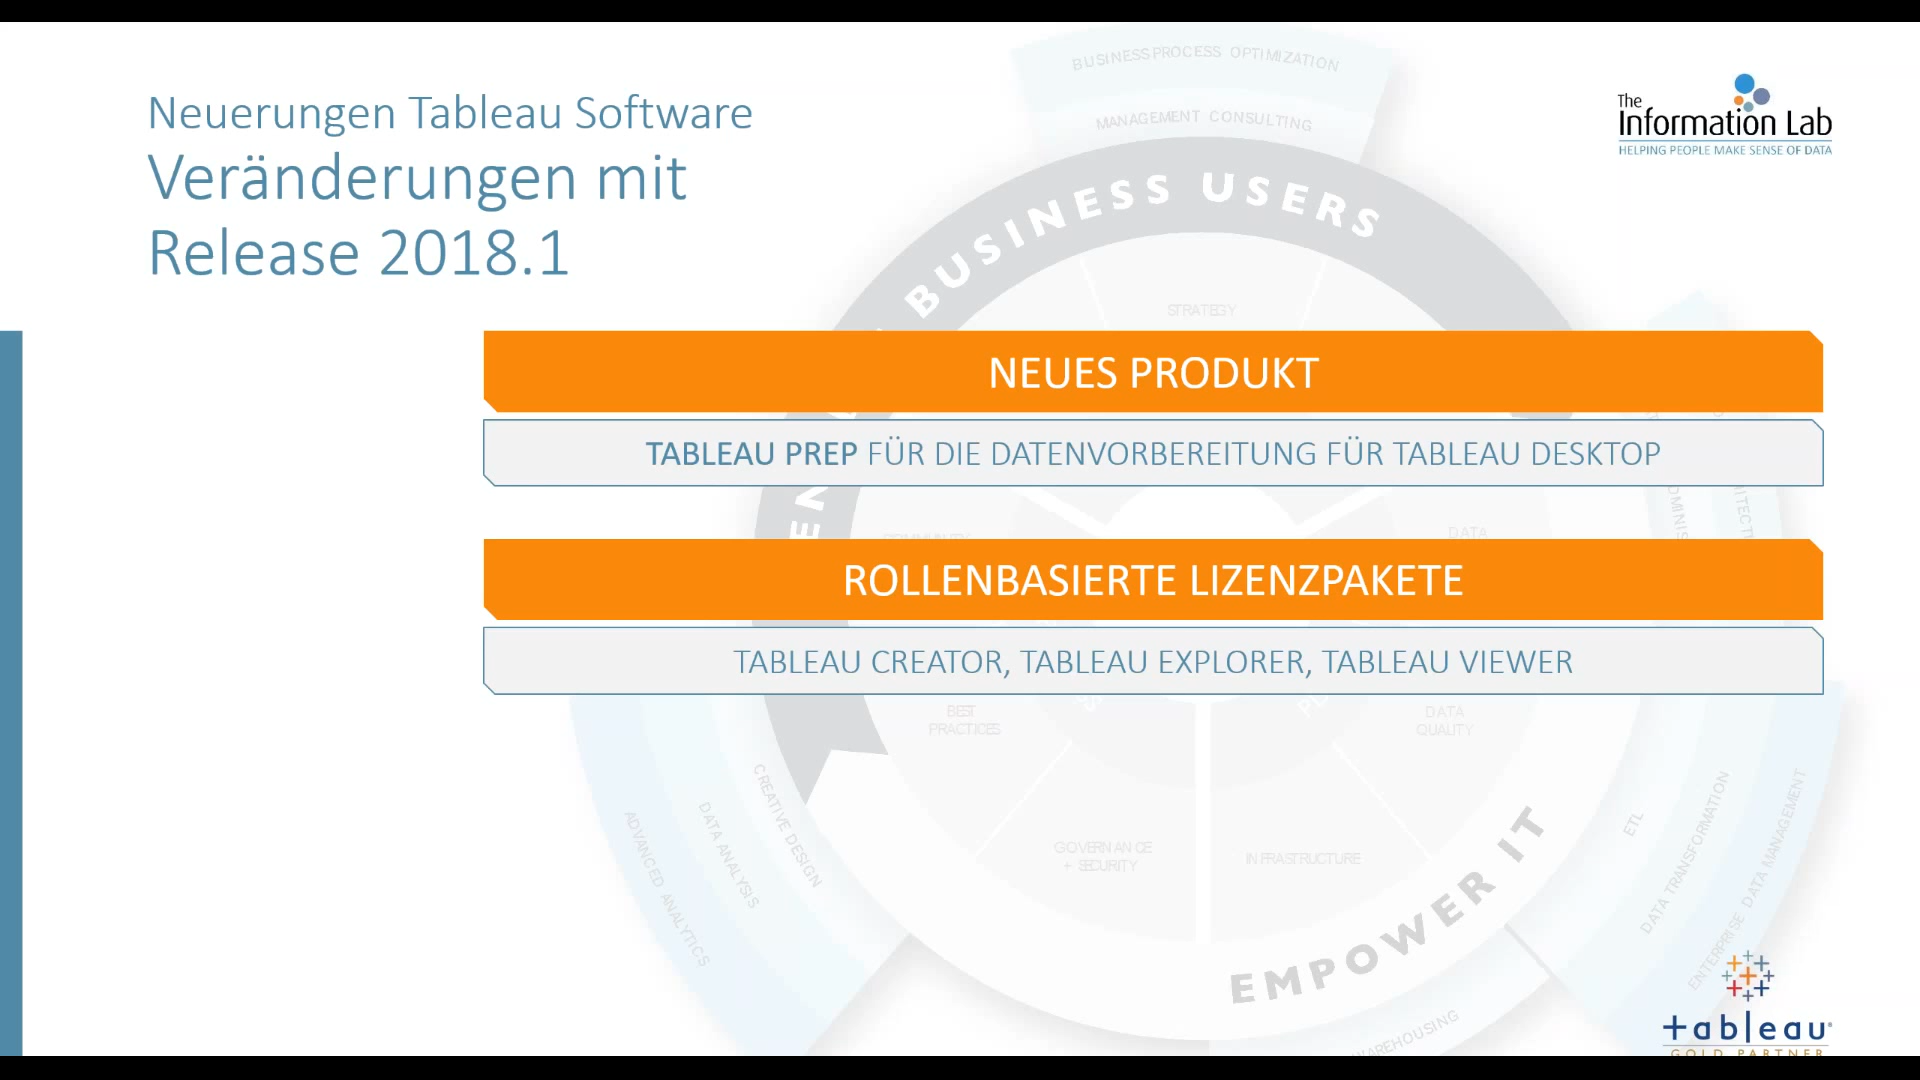 BUSINESS PROCESS OPTIMIZATION
MANAGEMENT CONSULTING
Neuerungen Tableau Software
Veränderungen mit
Release 2018.1
The
Information Lab
HELPING PEOPLE MAKE SENSE OF DATA
BUSINESS USERS
STRATEGY
NEUES PRODUKT
TABLEAU PREP FÜR DIE DATENVORBEREITUNG FÜR TABLEAU DESKTOP
DATA
ROLLENBASIERTE LIZENZPAKETE
TABLEAU CREATOR, TABLEAU EXPLORER, TABLEAU VIEWER
BEST
PRACTICES
DATA
QUALITY
CREATIVE DESIGN
DATA ANALYSIS
ADVANCED ANALYTICS
GOVERNANCE
+ SECURITY
INFRASTRUCTURE
ETL
DATA TRANSFORMATION
ENTERPRISE DATA MANAGEMENT
EMPOWER IT
tableau
GOLD PARTNER